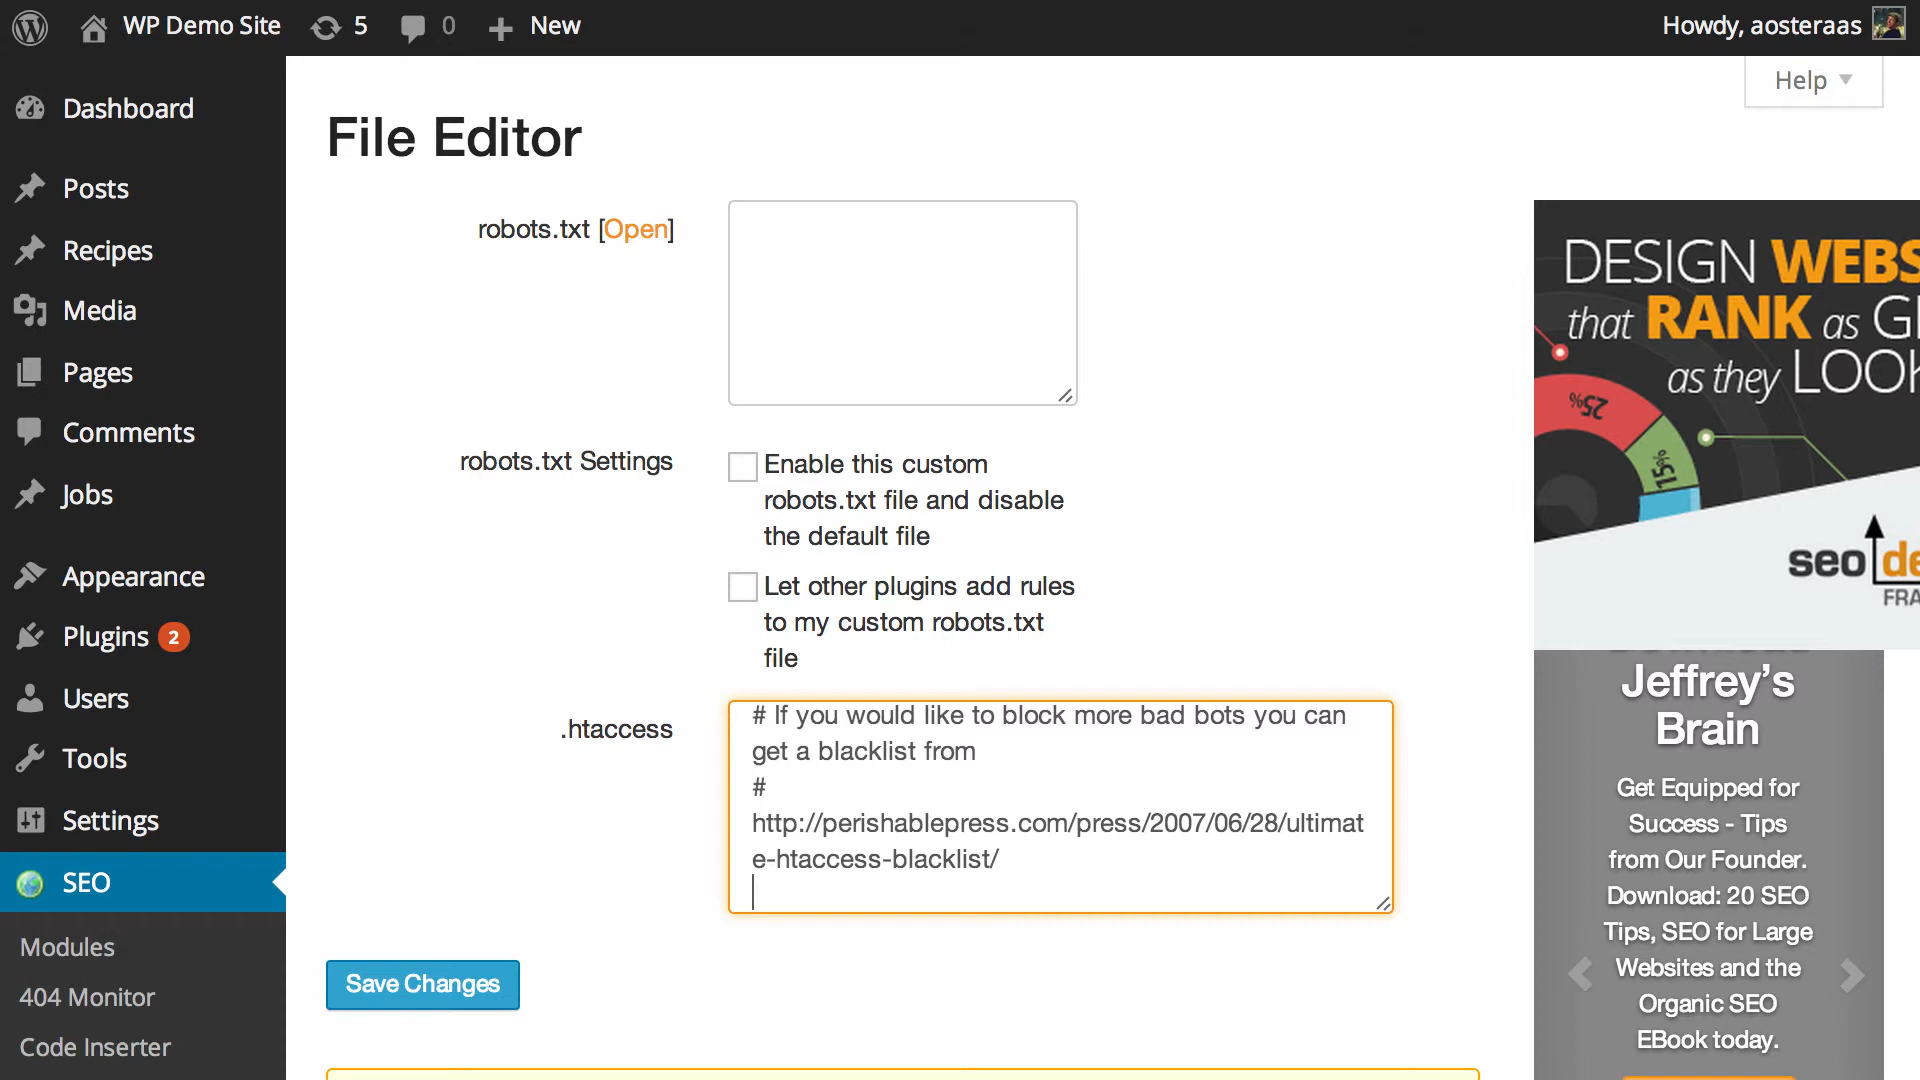 WP Demo Site
5
0
New
Howdy, aosteraas
Help
Dashboard
Posts
Recipes
Media
Pages
Comments
Jobs
Appearance
Plugins 2
Users
Tools
Settings
SEO
Modules
404 Monitor
Code Inserter
File Editor
robots.txt [Open]
robots.txt Settings
Enable this custom
robots.txt file and disable
the default file
Let other plugins add rules
to my custom robots.txt
file
.htaccess
# If you would like to block more bad bots you can
get a blacklist from
#
http://perishablepress.com/press/2007/06/28/ultimat
e-htaccess-blacklist/
Save Changes
DESIGN WEBS
that RANK as G
as they LOOK
25%
15%
seo de
FRA
Jeffrey's
Brain
Get Equipped for
Success - Tips
from Our Founder.
Download: 20 SEO
Tips, SEO for Large
Websites and the
Organic SEO
EBook today.